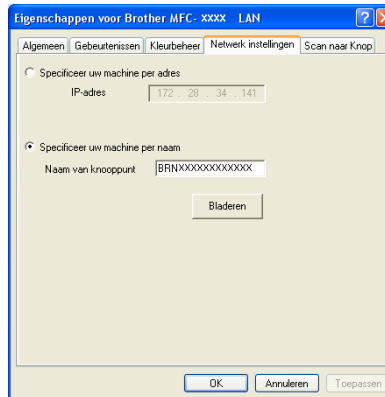 Eigenschappen voor Brother MFC- XXXX LAN
Algemeen Gebeurtenissen Kleurbeheer Netwerk instellingen Scan naar Knop
Specificeer uw machine per adres
IP-adres 172 . 28 . 34 . 141
Specificeer uw machine per naam
Naam van knooppunt BRNXXXXXXXXXXXX
Bladeren
OK Annuleren Toepassen